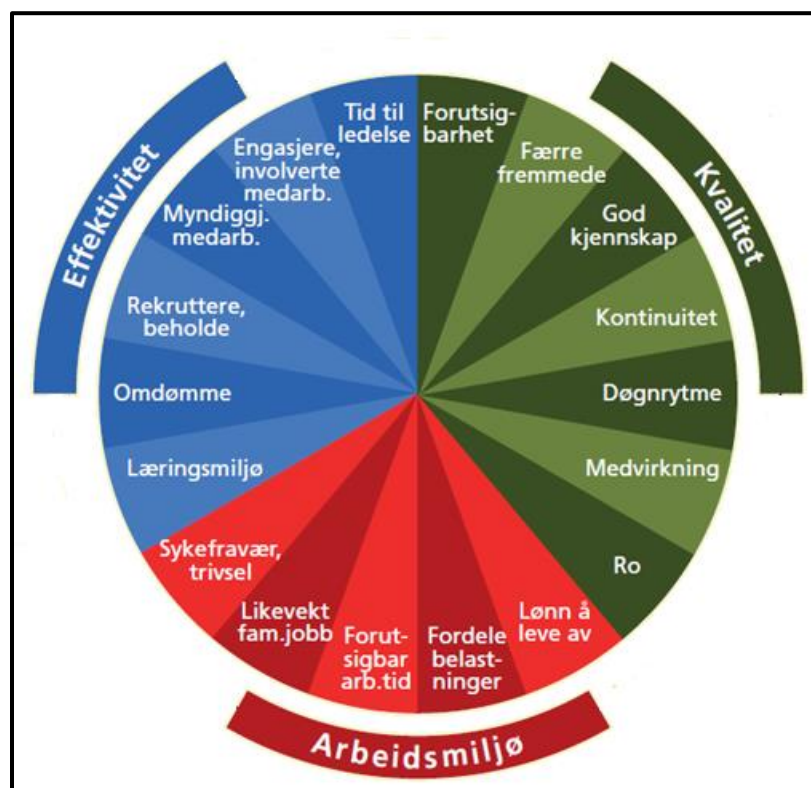 Effektivitet
Kvalitet
Arbeidsmiljø
Forutsig-
barhet
Færre
fremmede
God
kjennskap
Kontinuitet
Døgnrytme
Medvirkning
Ro
Lønn å
leve av
Fordele
belast-
ninger
Forut-
sigbar
arb.tid
Likevekt
fam.jobb
Sykefravær,
trivsel
Læringsmiljø
Omdømme
Rekruttere,
beholde
Myndiggj.
medarb.
Engasjere,
involverte
medarb.
Tid til
ledelse